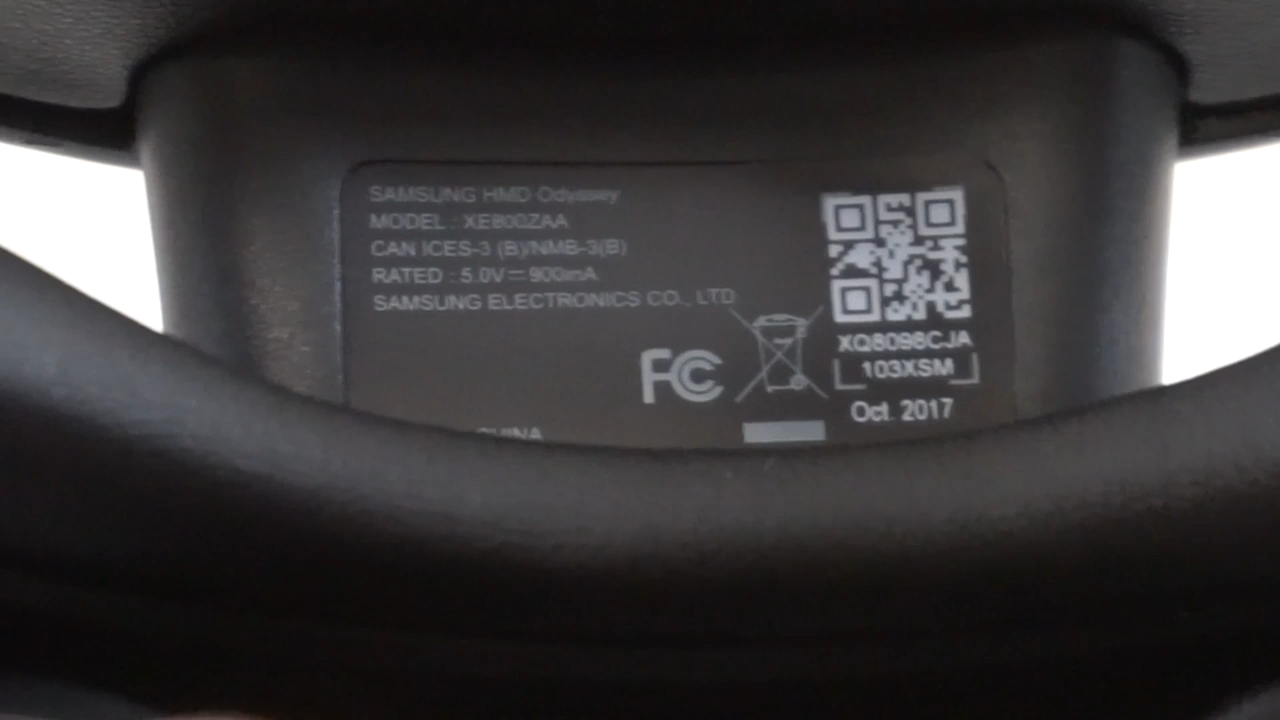 SAMSUNG HMD Odyssey
MODEL : XE800ZAA
CAN ICES-3 (B)/NMB-3(B)
RATED : 5.0V⎓900mA
SAMSUNG ELECTRONICS CO., LTD
FC
XQ8098CJA
103XSM
Oct. 2017
CHINA